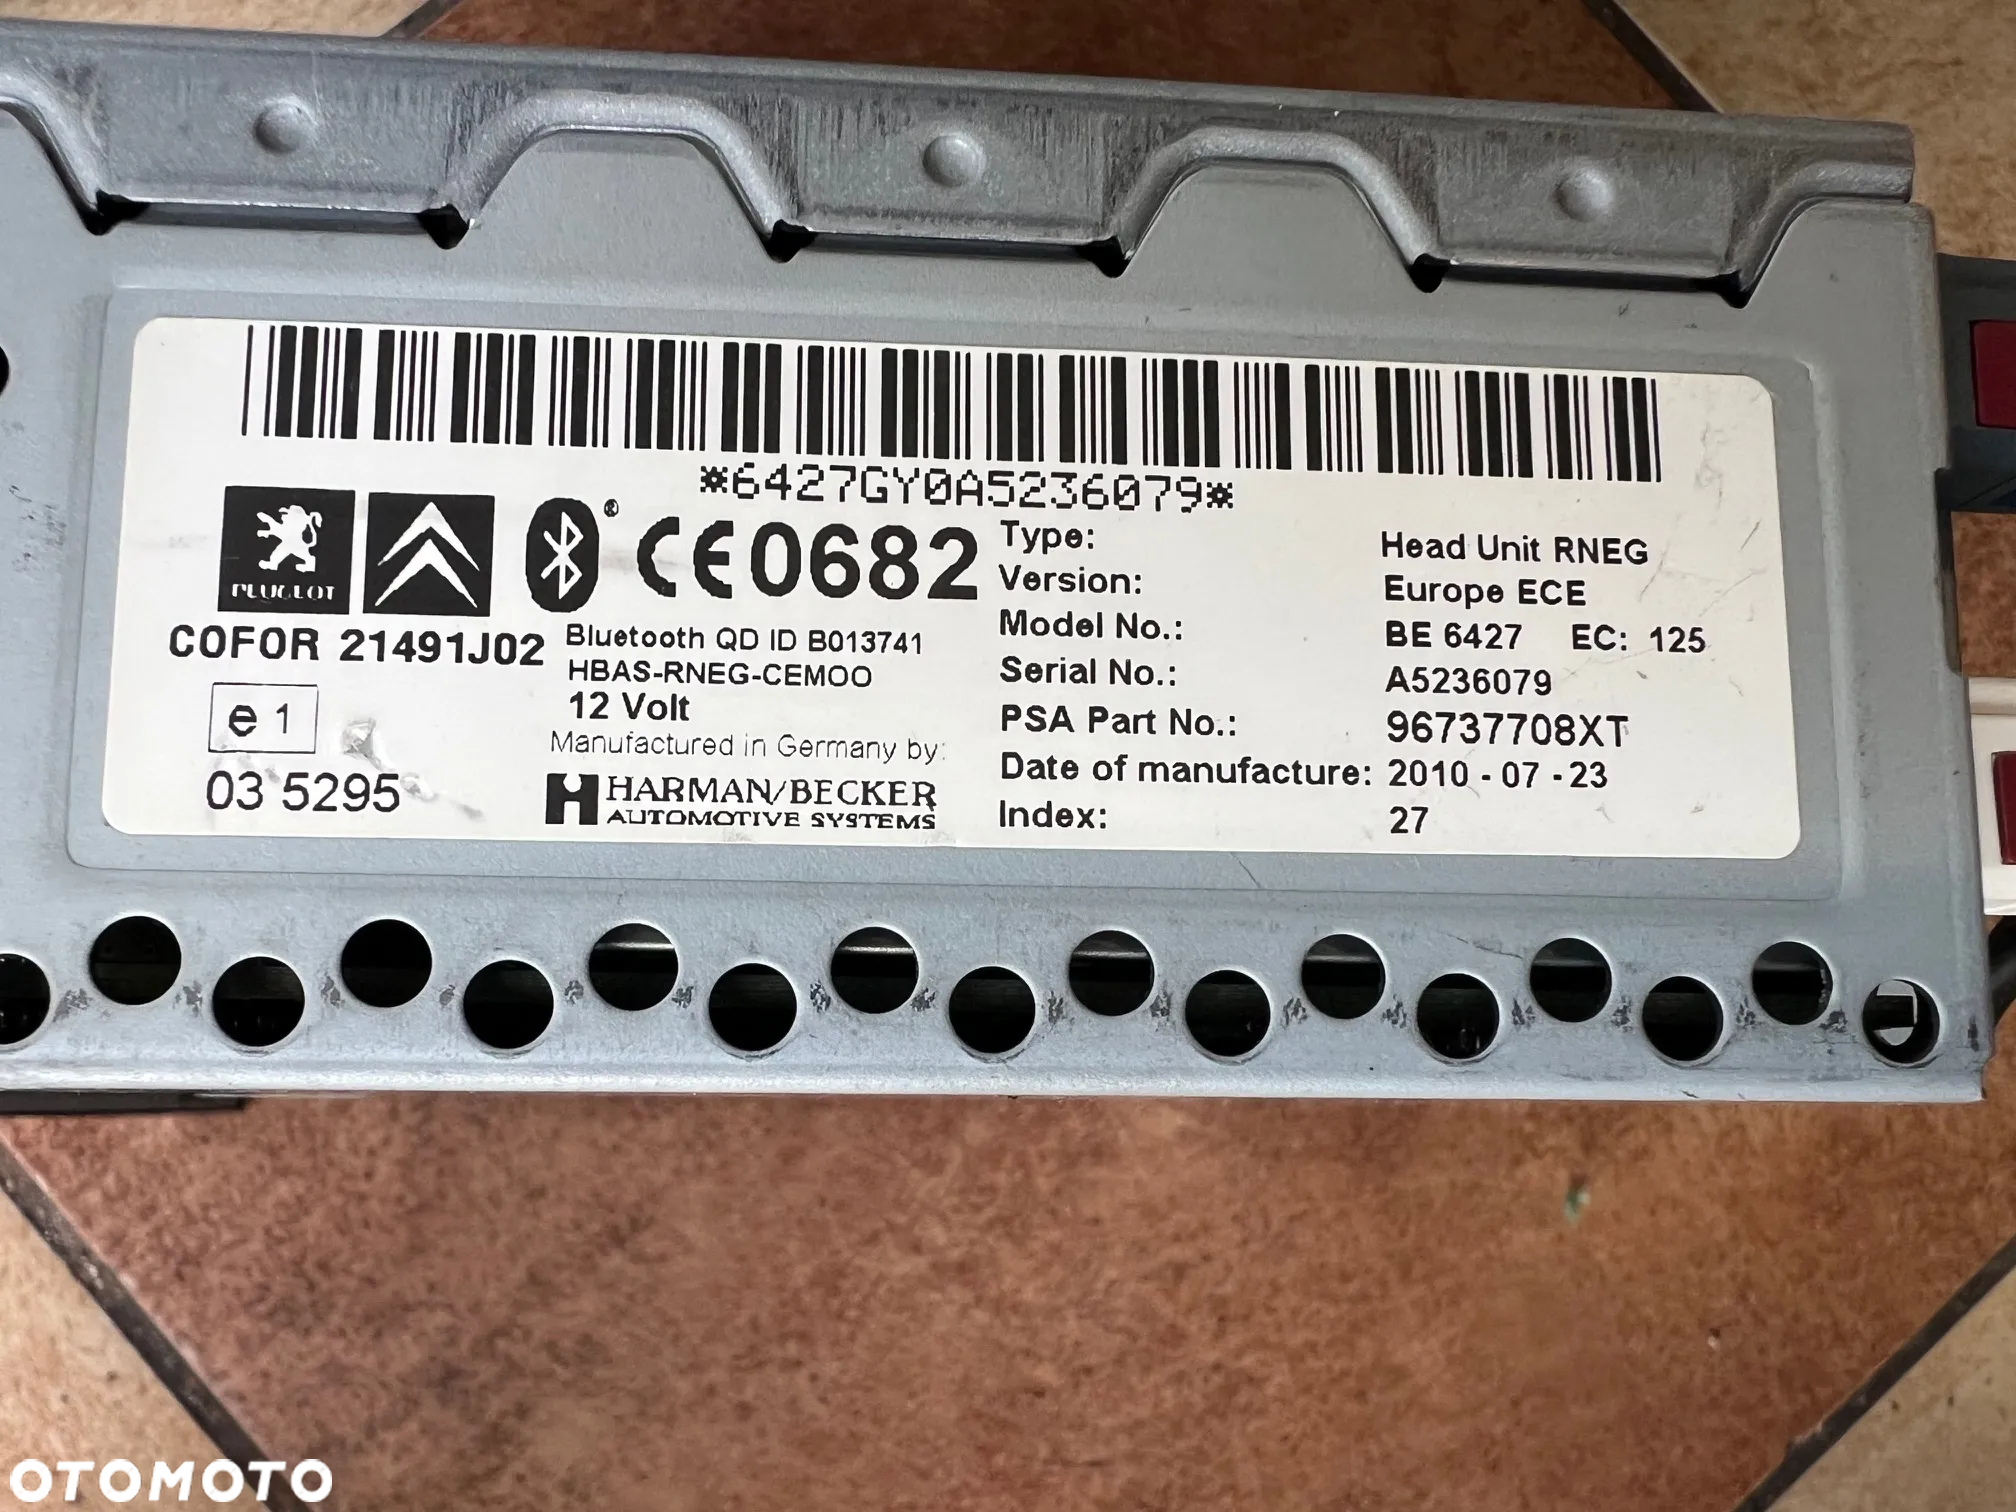 *6427GY0A5236079*
PEUGEOT
® CE0682
COFOR 21491J02
Bluetooth QD ID B013741
HBAS-RNEG-CEMOO
12 Volt
Manufactured in Germany by:
HARMAN/BECKER
AUTOMOTIVE SYSTEMS
e 1
03 5295
Type: Head Unit RNEG
Version: Europe ECE
Model No.: BE 6427 EC: 125
Serial No.: A5236079
PSA Part No.: 96737708XT
Date of manufacture: 2010 - 07 - 23
Index: 27
OTOMOTO